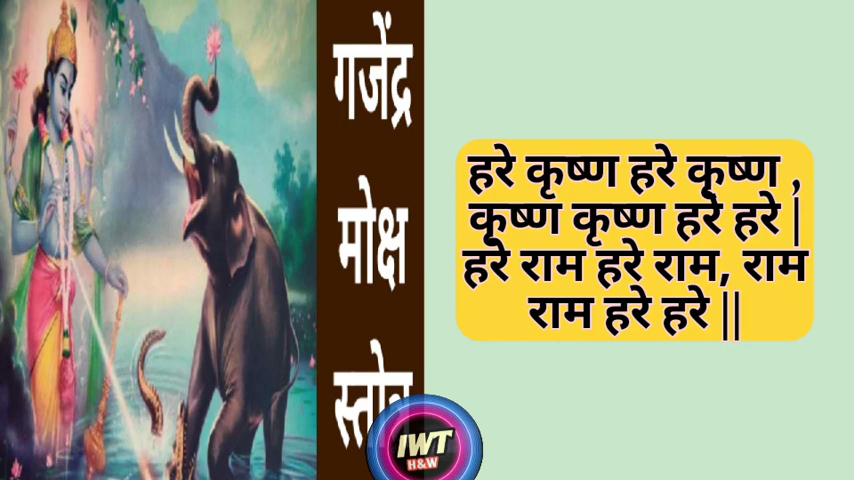 गजेंद्र
मोक्ष
स्तोत्र
हरे कृष्ण हरे कृष्ण ,
कृष्ण कृष्ण हरे हरे |
हरे राम हरे राम, राम
राम हरे हरे ||
IWT
H&W